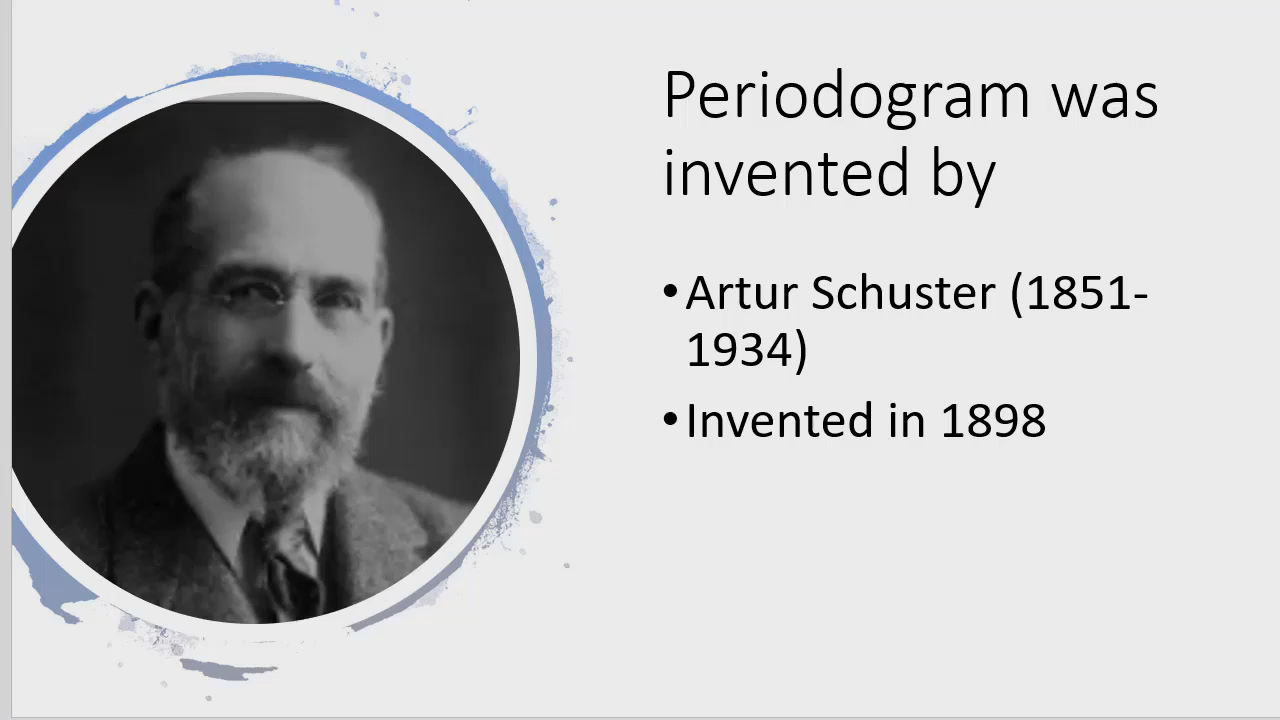 Periodogram was
invented by
•Artur Schuster (1851-
1934)
•Invented in 1898